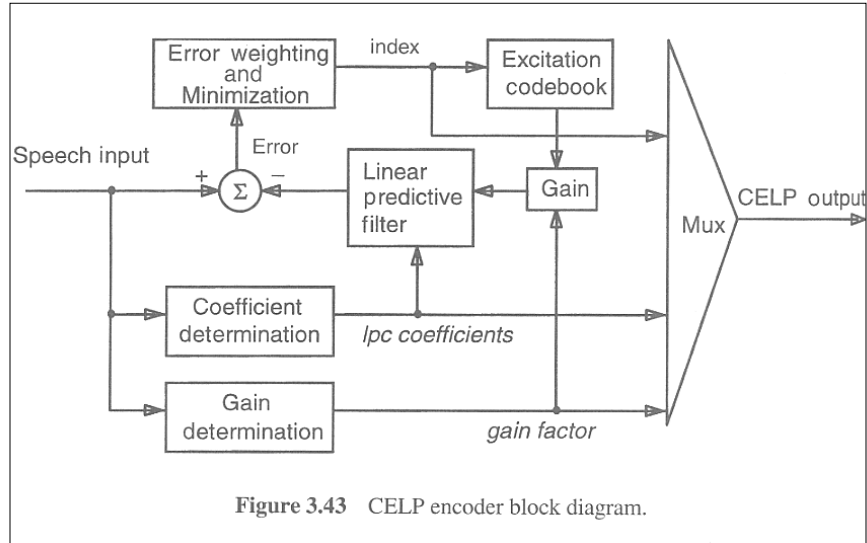 Error weighting
and
Minimization
index
Excitation
codebook
Speech input
Error
+
Σ
−
Linear
predictive
filter
Gain
Mux
CELP output
Coefficient
determination
lpc coefficients
Gain
determination
gain factor
Figure 3.43 CELP encoder block diagram.